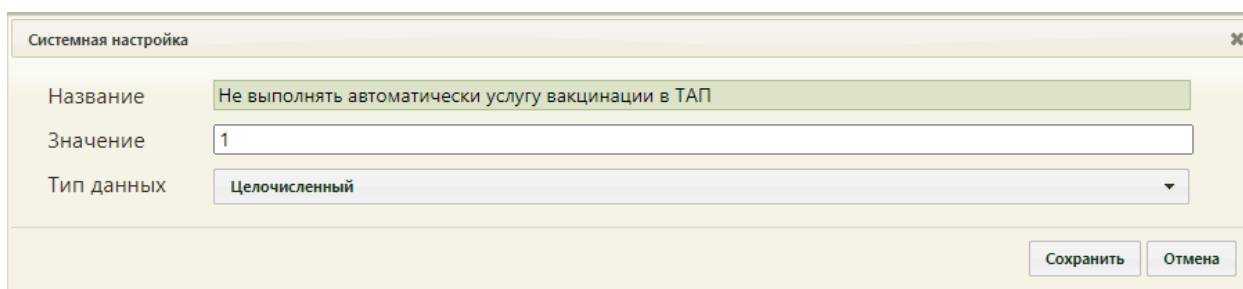 Системная настройка
Название Не выполнять автоматически услугу вакцинации в ТАП
Значение 1
Тип данных Целочисленный
Сохранить Отмена